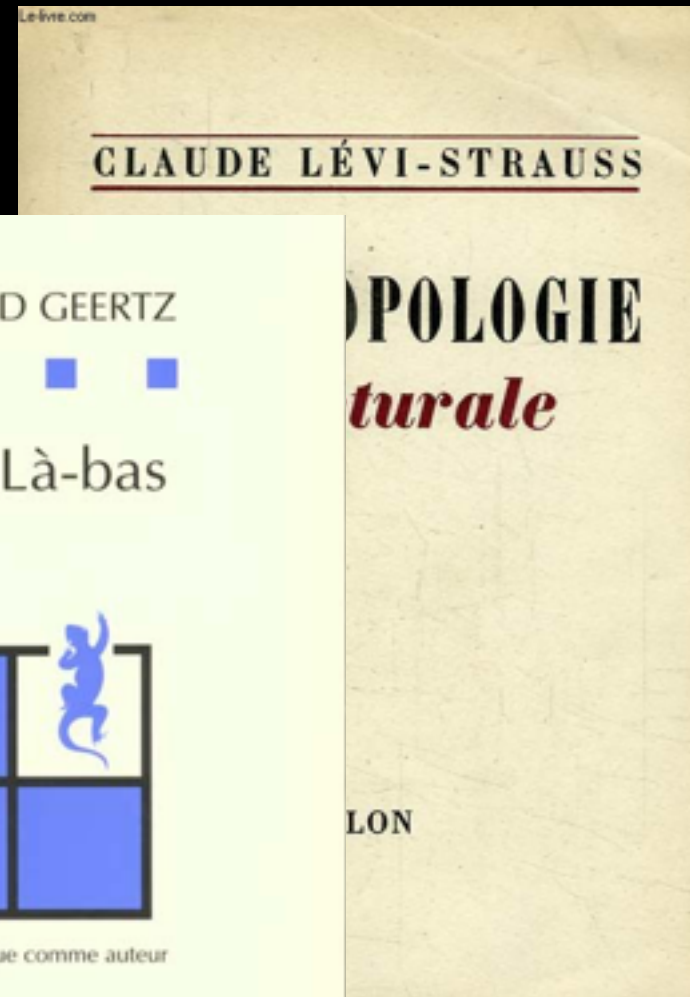 Le-livre.com
CLAUDE LÉVI-STRAUSS
OPOLOGIE
turale
LON
D GEERTZ
Là-bas
ue comme auteur